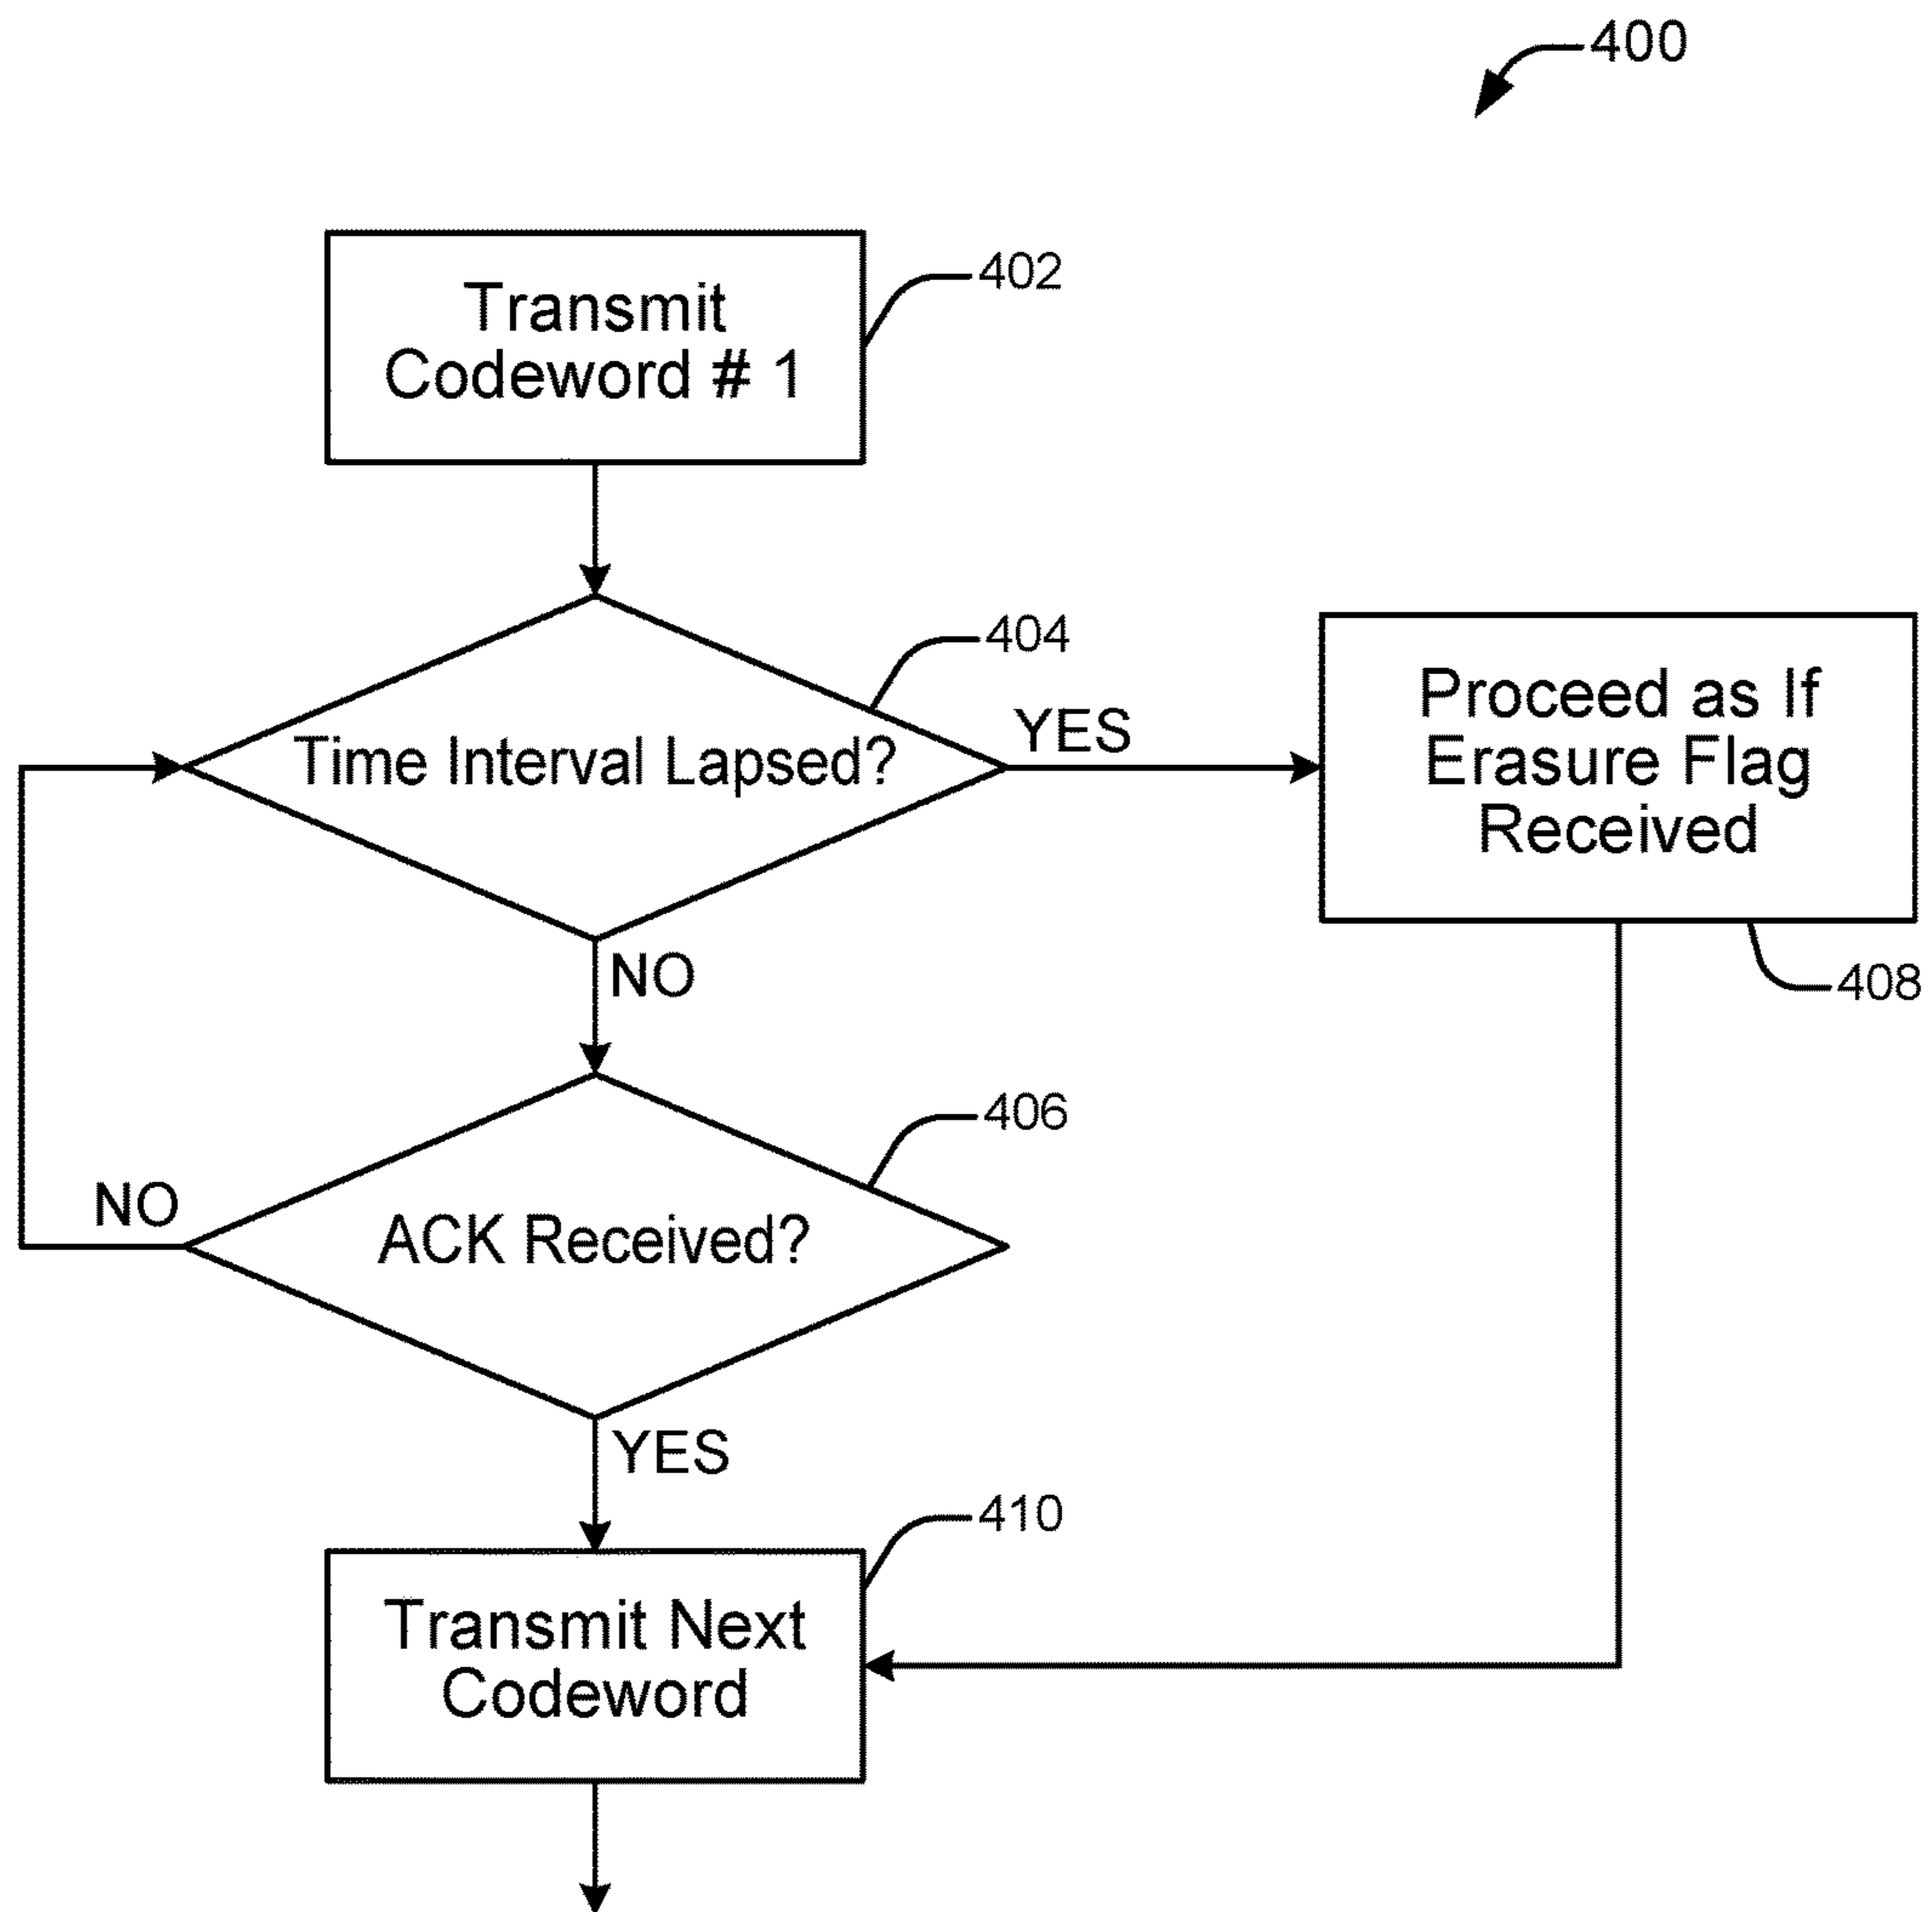 400
Transmit
Codeword # 1
402
Time Interval Lapsed?
404
YES
Proceed as If
Erasure Flag
Received
408
NO
ACK Received?
406
NO
YES
Transmit Next
Codeword
410